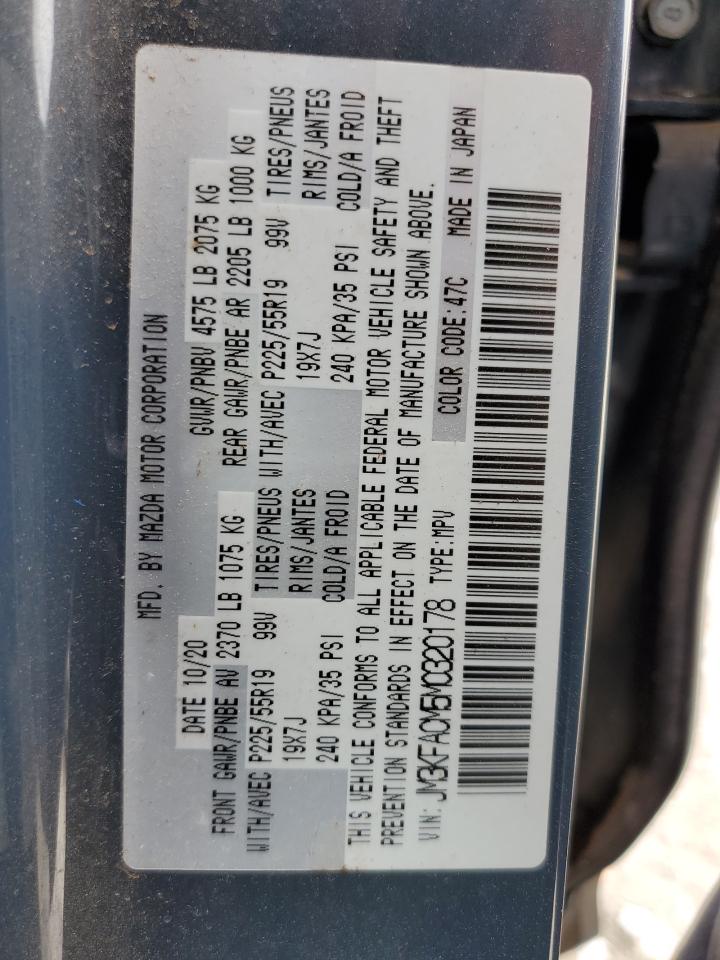 MFD. BY MAZDA MOTOR CORPORATION
DATE 10/20 GVWR/PNBV 4575 LB 2075 KG
FRONT GAWR/PNBE AV 2370 LB 1075 KG REAR GAWR/PNBE AR 2205 LB 1000 KG
WITH/AVEC P225/55R19 99V TIRES/PNEUS WITH/AVEC P225/55R19 99V TIRES/PNEUS
19X7J RIMS/JANTES 19X7J RIMS/JANTES
240 KPA/35 PSI COLD/A FROID 240 KPA/35 PSI COLD/A FROID
THIS VEHICLE CONFORMS TO ALL APPLICABLE FEDERAL MOTOR VEHICLE SAFETY AND THEFT
PREVENTION STANDARDS IN EFFECT ON THE DATE OF MANUFACTURE SHOWN ABOVE.
VIN: JM3KFACM5M0320178 TYPE:MPV COLOR CODE:47C MADE IN JAPAN